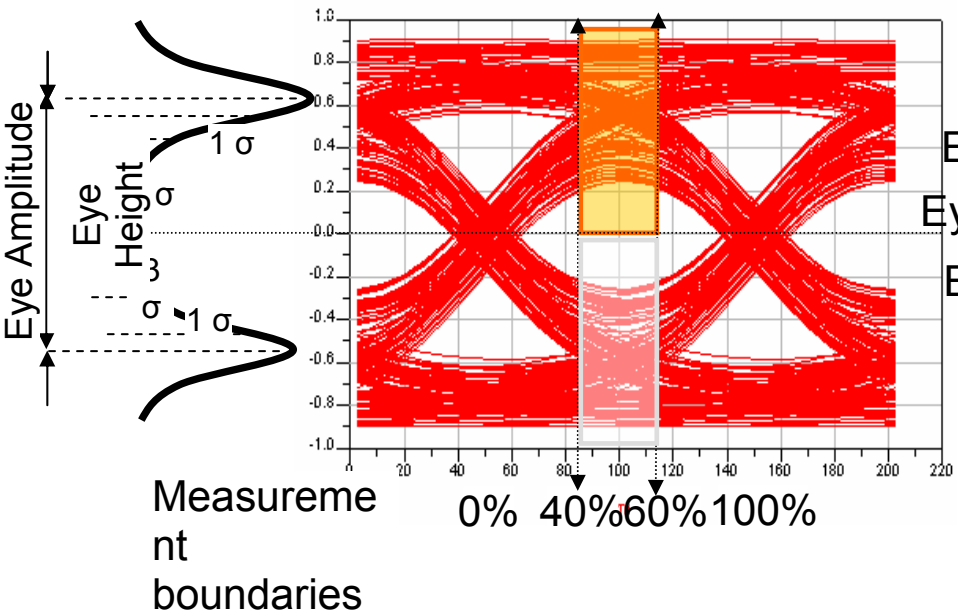 Eye Amplitude
Eye
Height
1 σ
σ
3
σ
1 σ
1.0
0.8
0.6
0.4
0.2
0.0
-0.2
-0.4
-0.6
-0.8
-1.0
0
20
40
60
80
100
120
140
160
180
200
220
E
Ey
E
0%
40%
60%
100%
Measureme
nt
boundaries